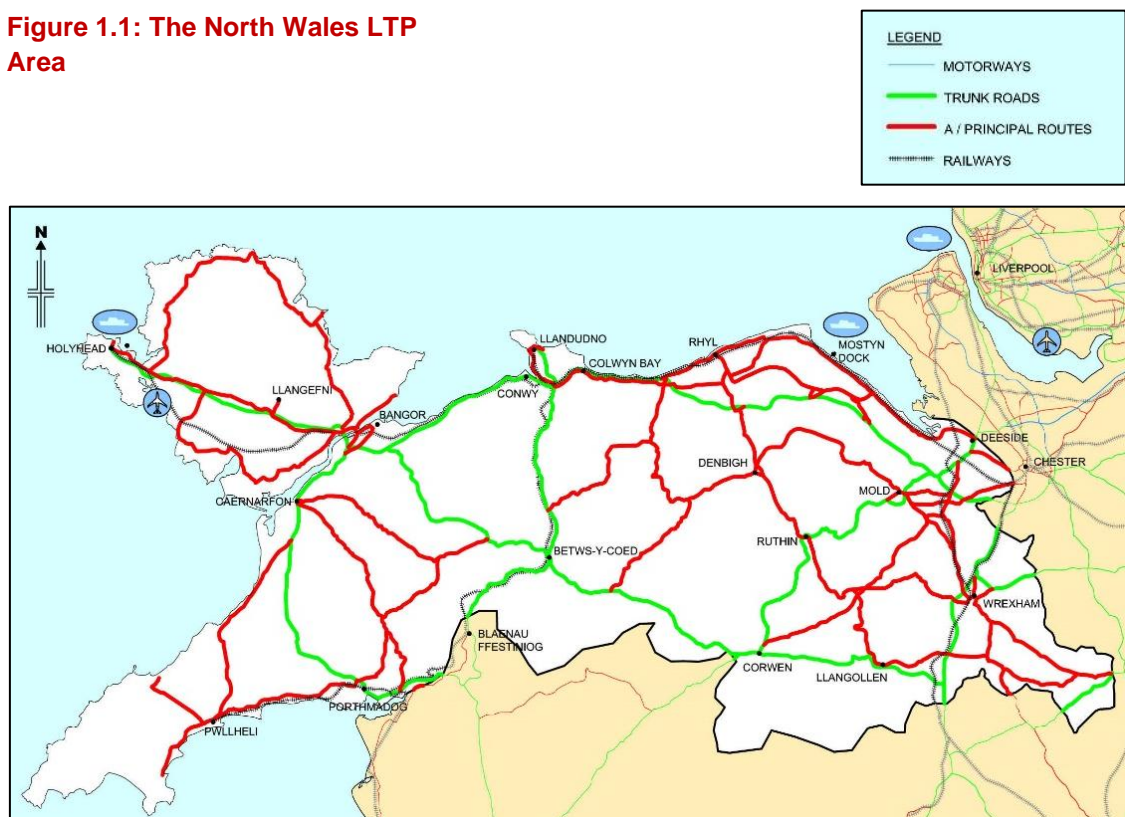 Figure 1.1: The North Wales LTP
Area
LEGEND
MOTORWAYS
TRUNK ROADS
A / PRINCIPAL ROUTES
RAILWAYS
N
LIVERPOOL
HOLYHEAD
LLANDUDNO
COLWYN BAY
RHYL
MOSTYN
DOCK
LLANGEFNI
CONWY
BANGOR
DEESIDE
CHESTER
DENBIGH
MOLD
CAERNARFON
RUTHIN
BETWS-Y-COED
WREXHAM
BLAENAU
FFESTINIOG
CORWEN
LLANGOLLEN
PORTHMADOG
PWLLHELI